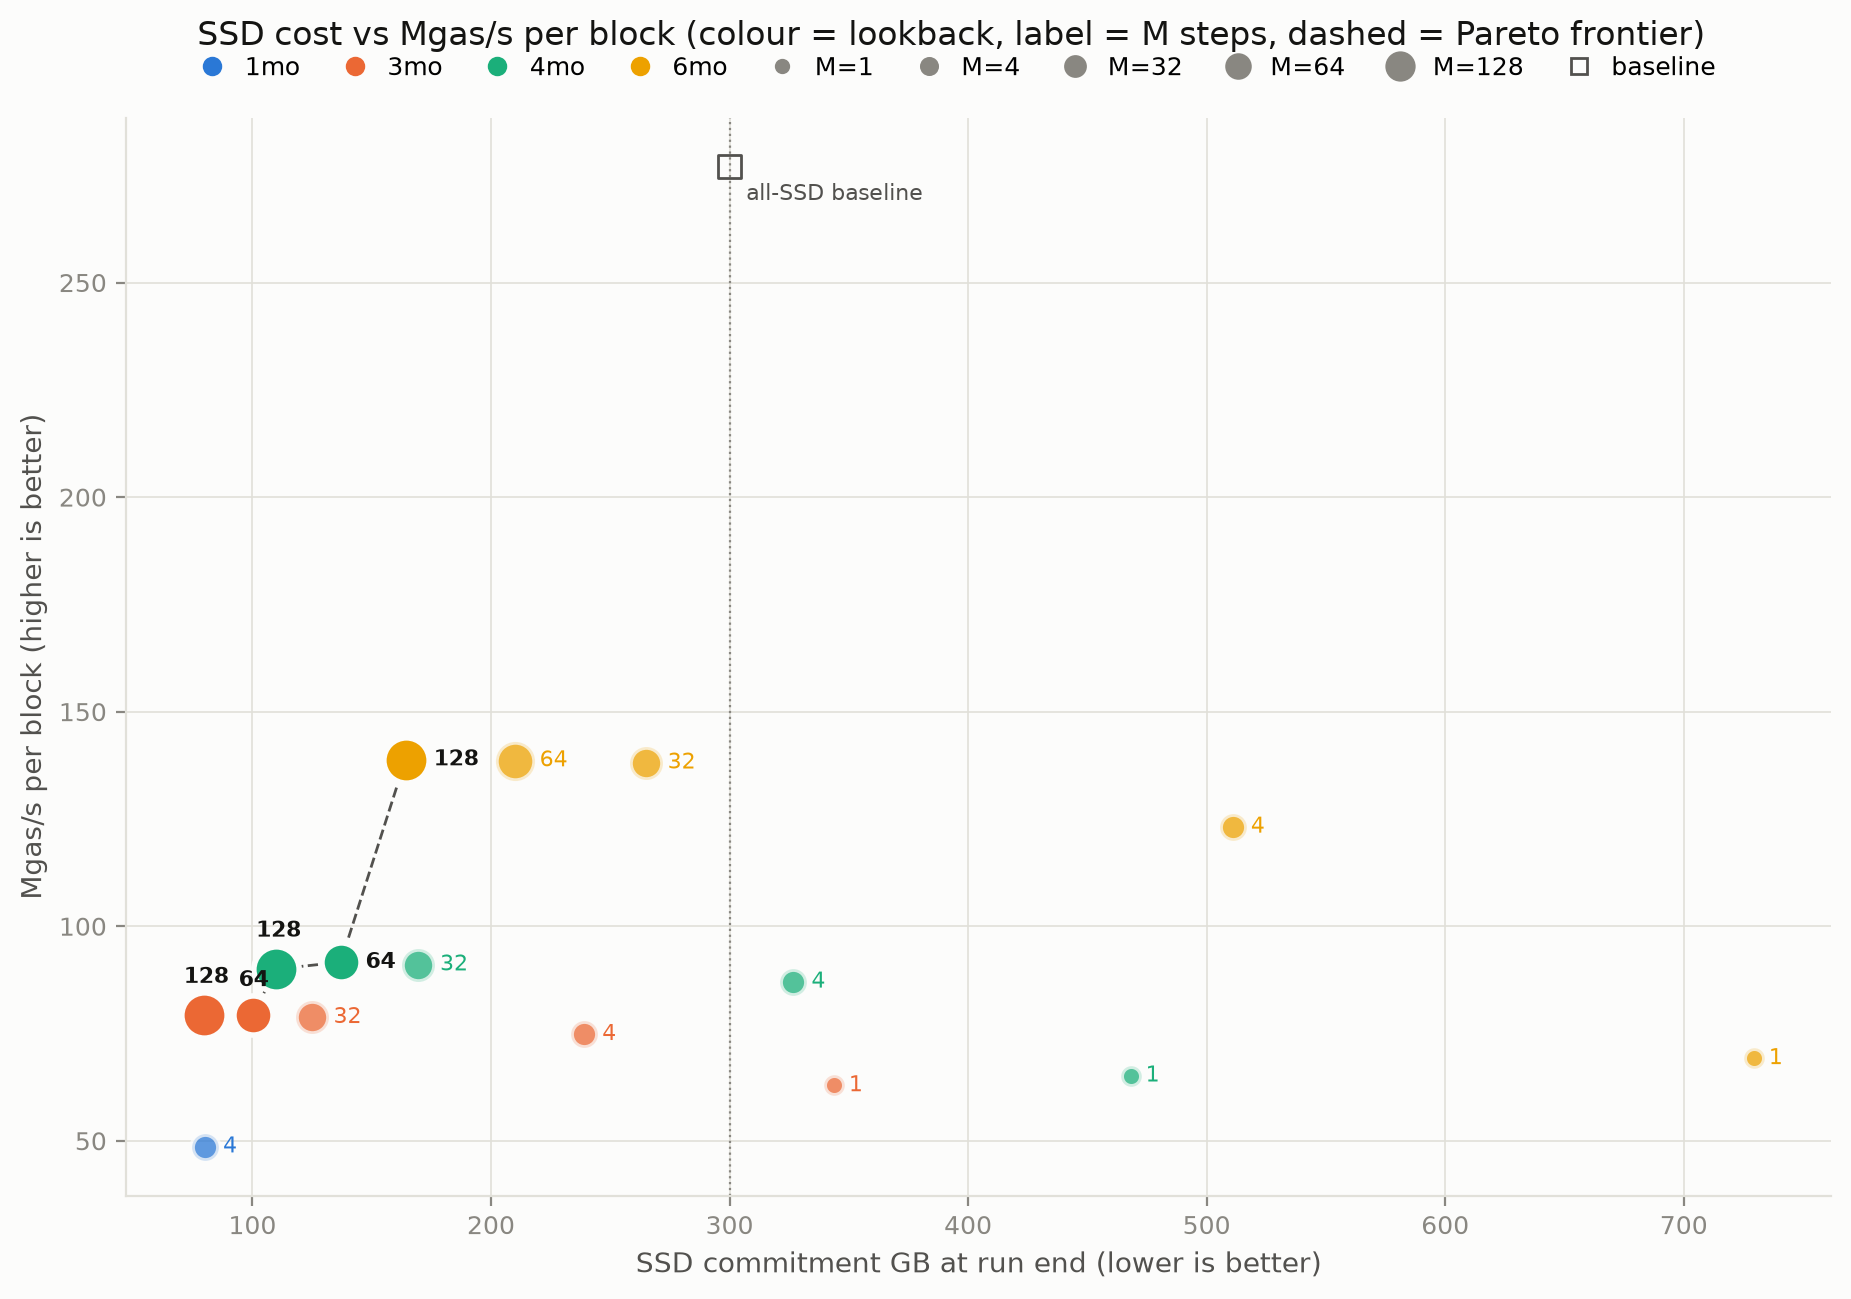 SSD cost vs Mgas/s per block (colour = lookback, label = M steps, dashed = Pareto frontier)
1mo 3mo 4mo 6mo M=1 M=4 M=32 M=64 M=128 baseline
all-SSD baseline
250
200
150
100
50
Mgas/s per block (higher is better)
128 64 32
4
128
64 32
4
128 64
32
4
1
1
1
4
100 200 300 400 500 600 700
SSD commitment GB at run end (lower is better)